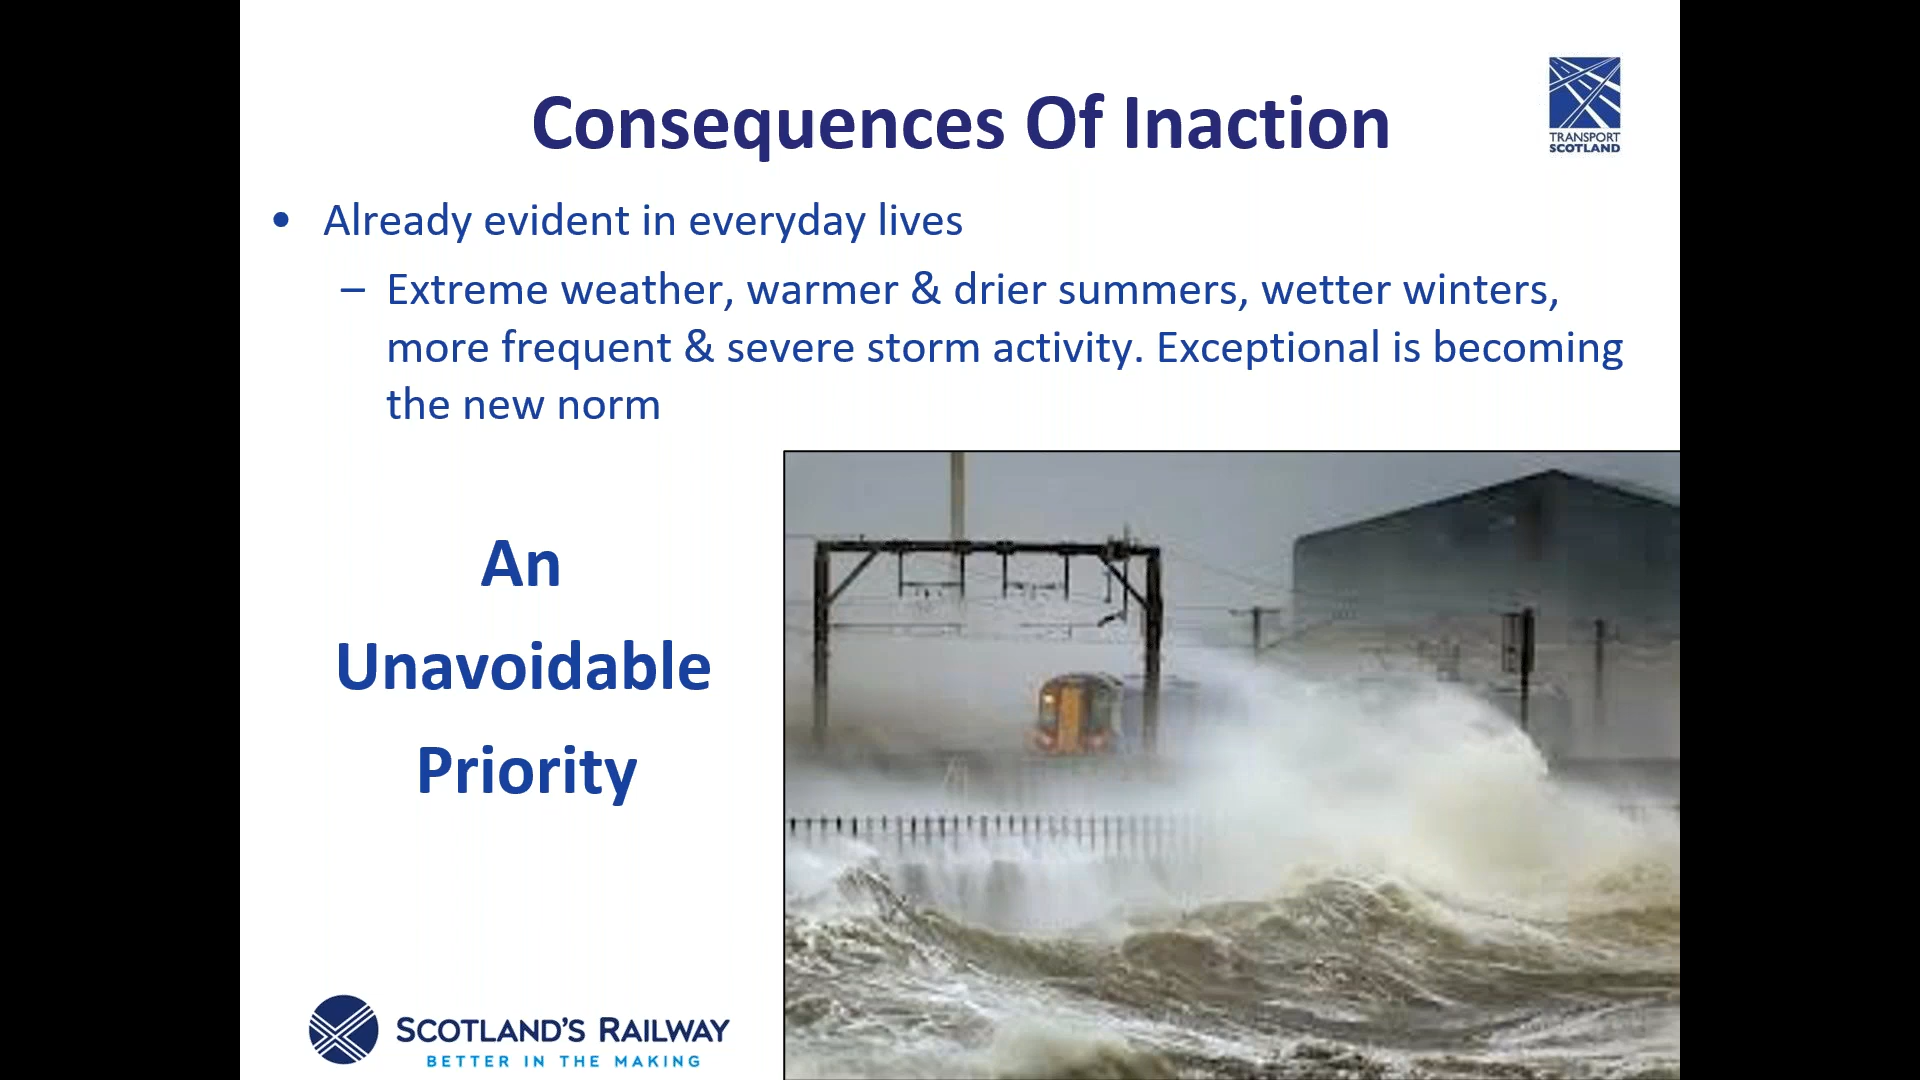 Consequences Of Inaction
TRANSPORT
SCOTLAND
• Already evident in everyday lives
– Extreme weather, warmer & drier summers, wetter winters,
more frequent & severe storm activity. Exceptional is becoming
the new norm
An
Unavoidable
Priority
SCOTLAND'S RAILWAY
BETTER IN THE MAKING